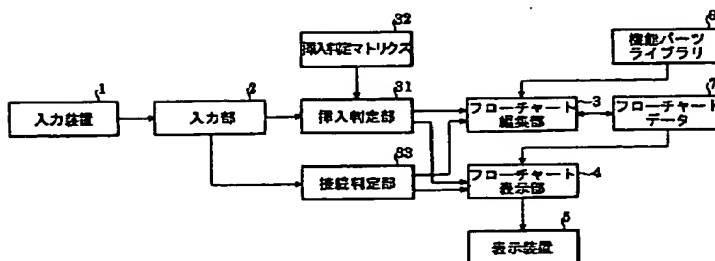 32
挿入判定マトリクス
6
機能パーツ
ライブラリ
1
入力装置
2
入力部
31
挿入判定部
フローチャート
編集部
3
7
フローチャート
データ
33
接続判定部
フローチャート
表示部
4
5
表示装置